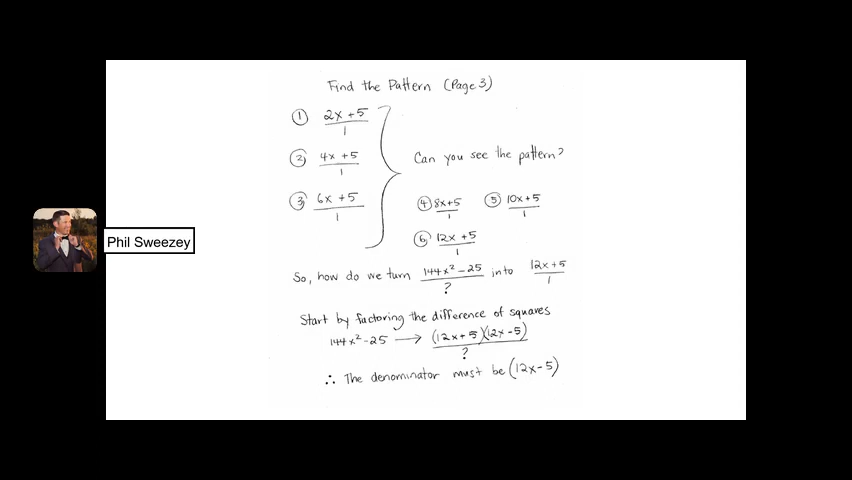 Find the Pattern (Page 3)
① 2x + 5
1
② 4x + 5
1
③ 6x + 5
1
Can you see the pattern?
④ 8x+5
1
⑤ 10x+5
1
⑥ 12x +5
1
So, how do we turn 144x² - 25 into 12x + 5
? 1
Start by factoring the difference of squares
144x² - 25 → (12x+5)(12x-5)
?
∴ The denominator must be (12x-5)
Phil Sweezey